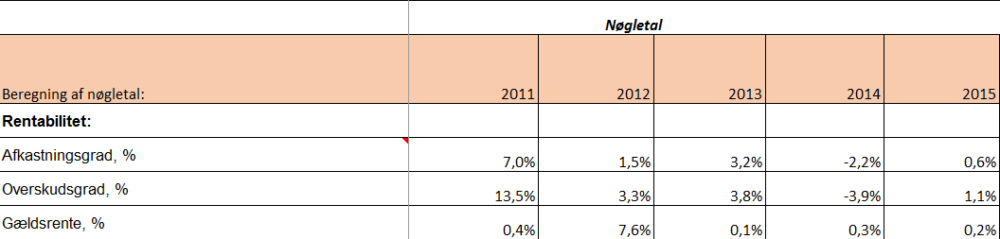 Nøgletal
Beregning af nøgletal: 2011 2012 2013 2014 2015
Rentabilitet:
Afkastningsgrad, % 7,0% 1,5% 3,2% -2,2% 0,6%
Overskudsgrad, % 13,5% 3,3% 3,8% -3,9% 1,1%
Gældsrente, % 0,4% 7,6% 0,1% 0,3% 0,2%